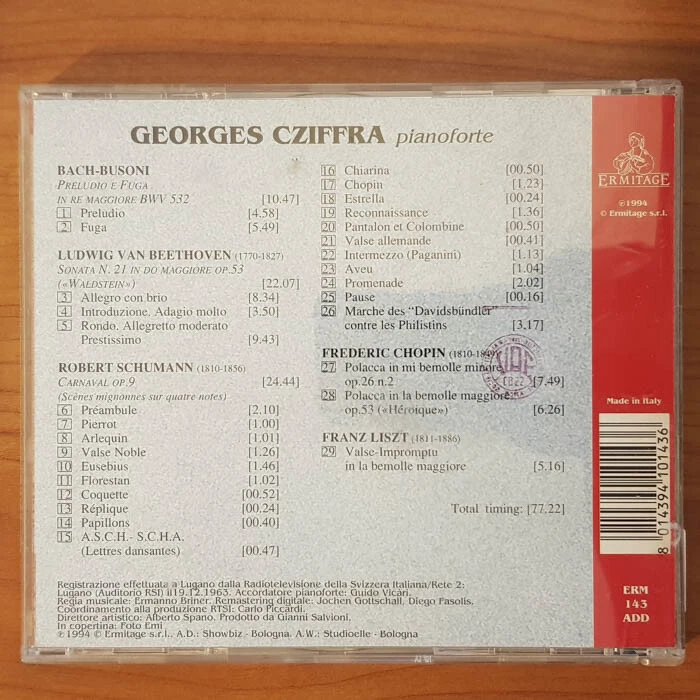 GEORGES CZIFFRA pianoforte
BACH-BUSONI
PRELUDIO E FUGA
IN RE MAGGIORE BWV 532 [10.47]
1 Preludio [4.58]
2 Fuga [5.49]
LUDWIG VAN BEETHOVEN (1770-1827)
SONATA N. 21 IN DO MAGGIORE OP.53
(«WALDSTEIN») [22.07]
3 Allegro con brio [8.34]
4 Introduzione. Adagio molto [3.50]
5 Rondo. Allegretto moderato
Prestissimo [9.43]
ROBERT SCHUMANN (1810-1856)
CARNAVAL OP.9 [24.44]
(Scènes mignonnes sur quatre notes)
6 Préambule [2.10]
7 Pierrot [1.00]
8 Arlequin [1.01]
9 Valse Noble [1.26]
10 Eusebius [1.46]
11 Florestan [1.02]
12 Coquette [00.52]
13 Réplique [00.24]
14 Papillons [00.40]
15 A.S.C.H.- S.C.H.A.
(Lettres dansantes) [00.47]
16 Chiarina [00.50]
17 Chopin [1.23]
18 Estrella [00.24]
19 Reconnaissance [1.36]
20 Pantalon et Colombine [00.50]
21 Valse allemande [00.41]
22 Intermezzo (Paganini) [1.13]
23 Aveu [1.04]
24 Promenade [2.02]
25 Pause [00.16]
26 Marche des "Davidsbündler"
contre les Philistins [3.17]
FREDERIC CHOPIN (1810-1849)
27 Polacca in mi bemolle minore
op.26 n.2 [7.49]
28 Polacca in la bemolle maggiore
op.53 («Héroique») [6.26]
FRANZ LISZT (1811-1886)
29 Valse-Impromptu
in la bemolle maggiore [5.16]
Total timing: [77.22]
Registrazione effettuata a Lugano dalla Radiotelevisione della Svizzera Italiana/Rete 2:
Lugano (Auditorio RSI) il 19.12.1963. Accordatore pianoforte: Guido Vicàri.
Regia musicale: Ermanno Briner. Remastering digitale: Jochen Gottschall, Diego Fasolis.
Coordinamento alla produzione RTSI: Carlo Piccardi.
Direttore artistico: Alberto Spano. Prodotto da Gianni Salvioni.
In copertina: Foto Emi
℗ 1994 © Ermitage s.r.l.. A.D.: Showbiz - Bologna. A.W.: Studioelle - Bologna
ERMITAGE
℗1994
© Ermitage s.r.l.
Made in Italy
8 014394 101436
ERM
143
ADD